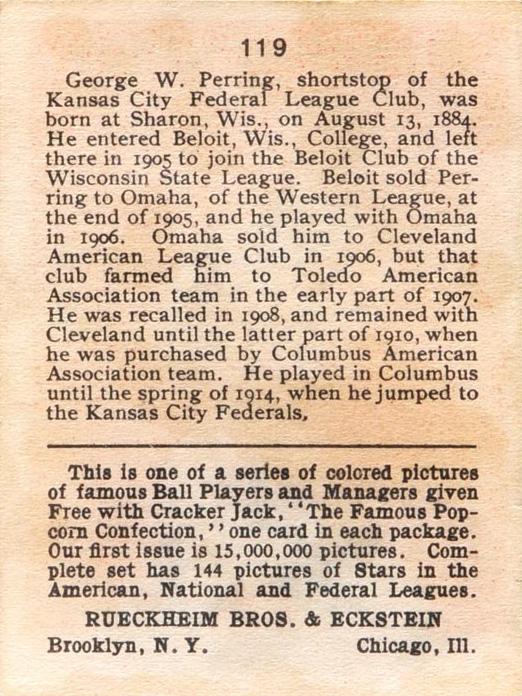 119
George W. Perring, shortstop of the
Kansas City Federal League Club, was
born at Sharon, Wis., on August 13, 1884.
He entered Beloit, Wis., College, and left
there in 1905 to join the Beloit Club of the
Wisconsin State League. Beloit sold Per-
ring to Omaha, of the Western League, at
the end of 1905, and he played with Omaha
in 1906. Omaha sold him to Cleveland
American League Club in 1906, but that
club farmed him to Toledo American
Association team in the early part of 1907.
He was recalled in 1908, and remained with
Cleveland until the latter part of 1910, when
he was purchased by Columbus American
Association team. He played in Columbus
until the spring of 1914, when he jumped to
the Kansas City Federals,
This is one of a series of colored pictures
of famous Ball Players and Managers given
Free with Cracker Jack, "The Famous Pop-
corn Confection," one card in each package.
Our first issue is 15,000,000 pictures. Com-
plete set has 144 pictures of Stars in the
American, National and Federal Leagues.
RUECKHEIM BROS. & ECKSTEIN
Brooklyn, N. Y. Chicago, Ill.